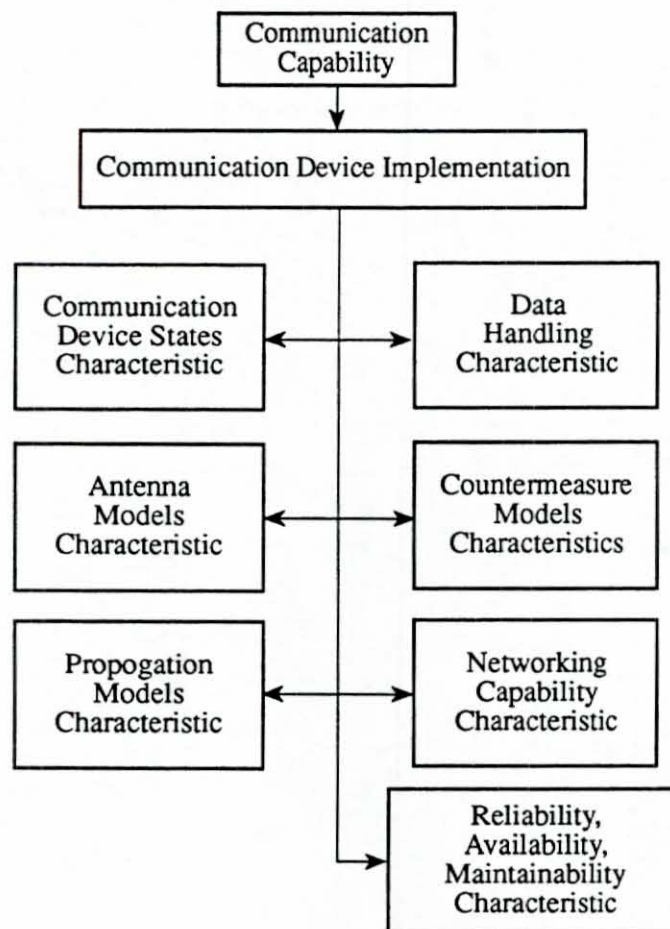 Communication
Capability
Communication Device Implementation
Communication
Device States
Characteristic
Data
Handling
Characteristic
Antenna
Models
Characteristic
Countermeasure
Models
Characteristics
Propogation
Models
Characteristic
Networking
Capability
Characteristic
Reliability,
Availability,
Maintainability
Characteristic